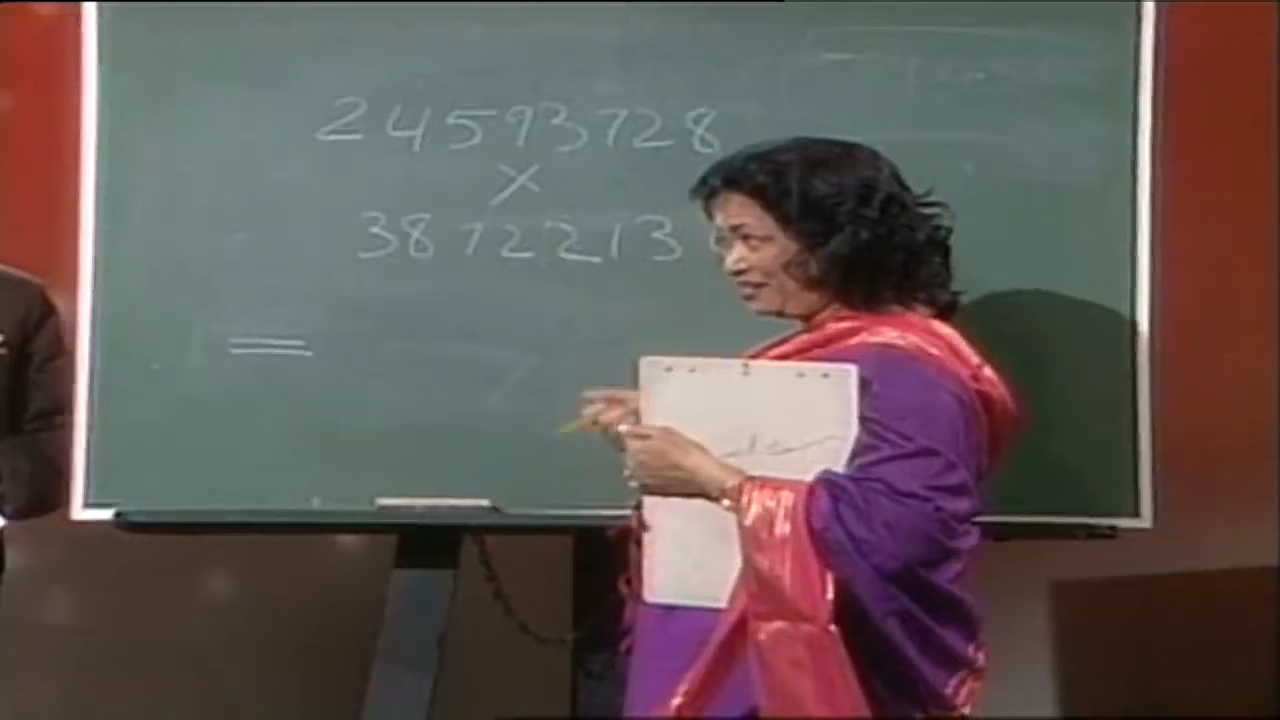 24593728
×
3812213
=